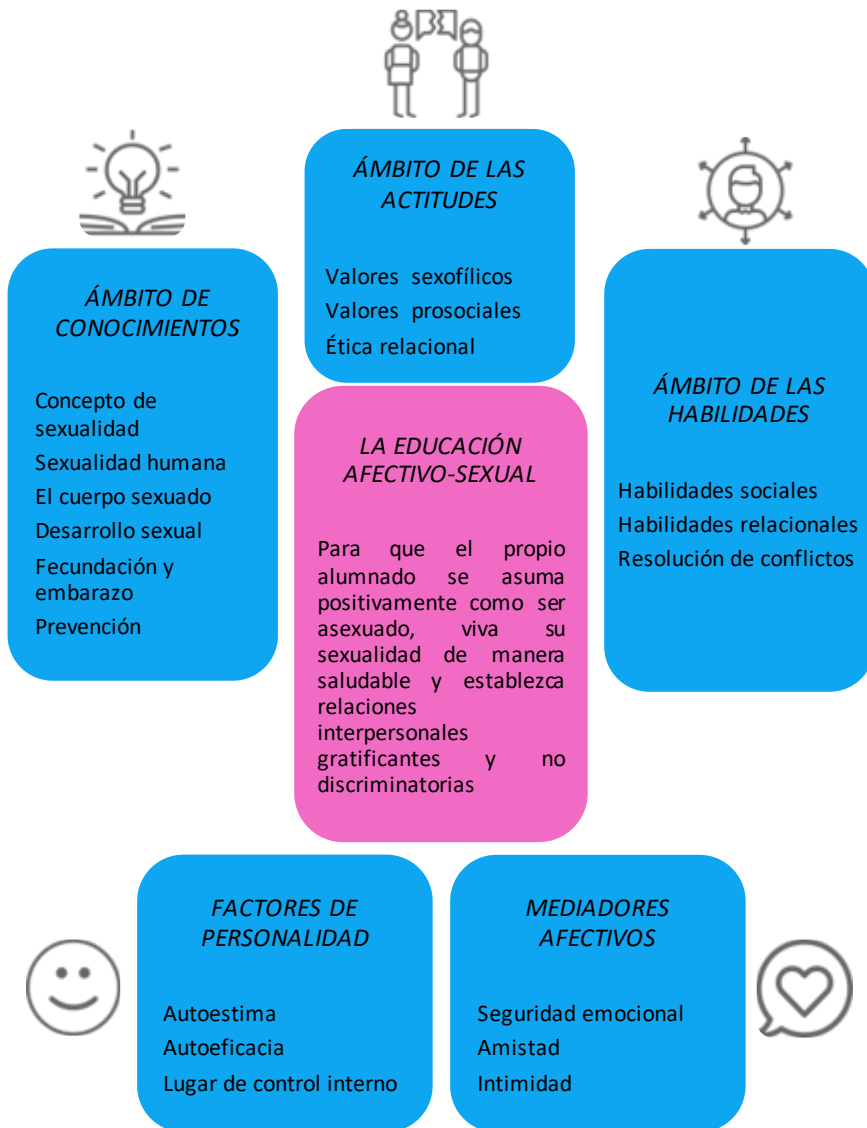 ÁMBITO DE LAS
ACTITUDES
Valores sexofílicos
Valores prosociales
Ética relacional
ÁMBITO DE
CONOCIMIENTOS
Concepto de
sexualidad
Sexualidad humana
El cuerpo sexuado
Desarrollo sexual
Fecundación y
embarazo
Prevención
LA EDUCACIÓN
AFECTIVO-SEXUAL
Para que el propio
alumnado se asuma
positivamente como ser
asexuado, viva su
sexualidad de manera
saludable y establezca
relaciones
interpersonales
gratificantes y no
discriminatorias
ÁMBITO DE LAS
HABILIDADES
Habilidades sociales
Habilidades relacionales
Resolución de conflictos
FACTORES DE
PERSONALIDAD
Autoestima
Autoeficacia
Lugar de control interno
MEDIADORES
AFECTIVOS
Seguridad emocional
Amistad
Intimidad